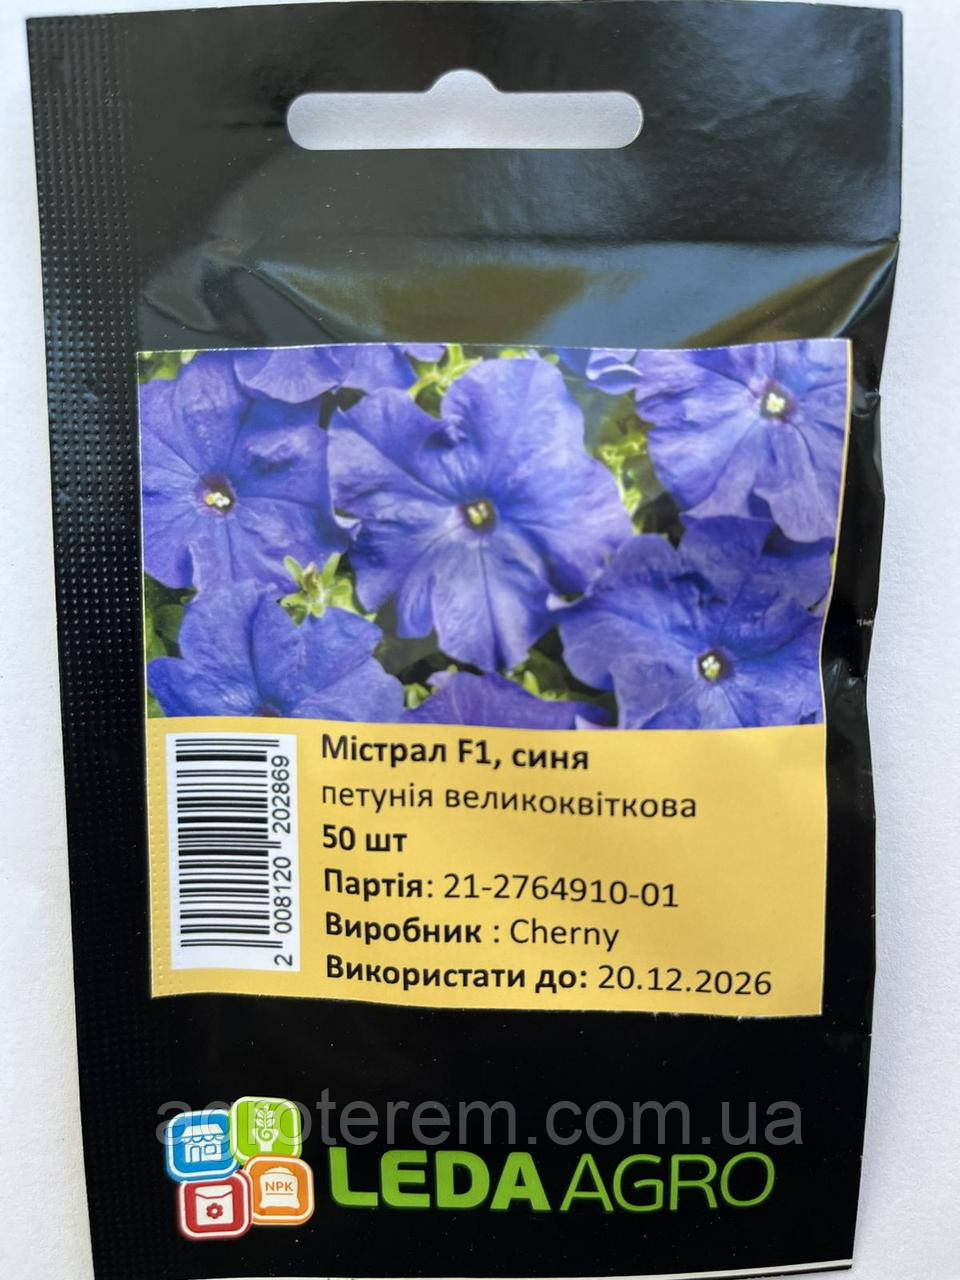 Містрал F1, синя
петунія великоквіткова
50 шт
Партія: 21-2764910-01
Виробник : Cherny
Використати до: 20.12.2026
2 008120 202869
agroterem.com.ua
NPK
LEDA AGRO